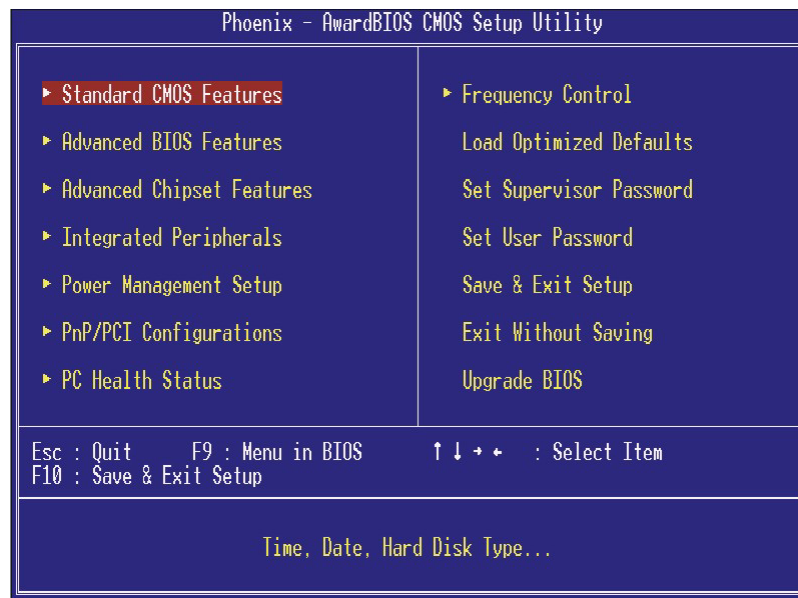 Phoenix - AwardBIOS CMOS Setup Utility
▶ Standard CMOS Features
▶ Advanced BIOS Features
▶ Advanced Chipset Features
▶ Integrated Peripherals
▶ Power Management Setup
▶ PnP/PCI Configurations
▶ PC Health Status
▶ Frequency Control
Load Optimized Defaults
Set Supervisor Password
Set User Password
Save & Exit Setup
Exit Without Saving
Upgrade BIOS
Esc : Quit F9 : Menu in BIOS ↑ ↓ → ← : Select Item
F10 : Save & Exit Setup
Time, Date, Hard Disk Type...